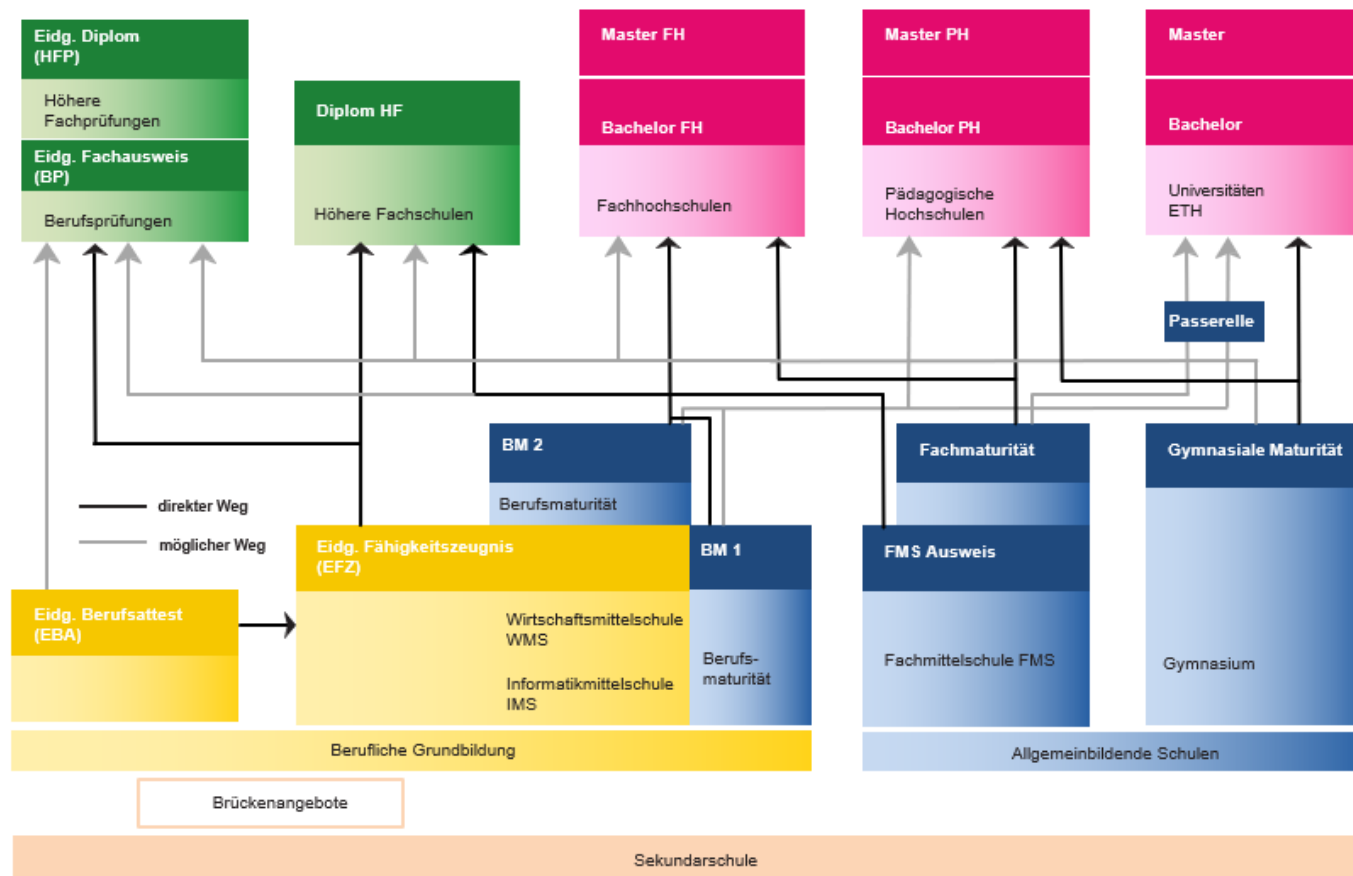 Eidg. Diplom
(HFP)
Höhere
Fachprüfungen
Eidg. Fachausweis
(BP)
Berufsprüfungen
Diplom HF
Höhere Fachschulen
Master FH
Bachelor FH
Fachhochschulen
Master PH
Bachelor PH
Pädagogische
Hochschulen
Master
Bachelor
Universitäten
ETH
Passerelle
BM 2
Berufsmaturität
Fachmaturität
Gymnasiale Maturität
direkter Weg
möglicher Weg
Eidg. Berufsattest
(EBA)
Eidg. Fähigkeitszeugnis
(EFZ)
Wirtschaftsmittelschule
WMS
Informatikmittelschule
IMS
BM 1
Berufs-
maturität
FMS Ausweis
Fachmittelschule FMS
Gymnasium
Berufliche Grundbildung
Allgemeinbildende Schulen
Brückenangebote
Sekundarschule